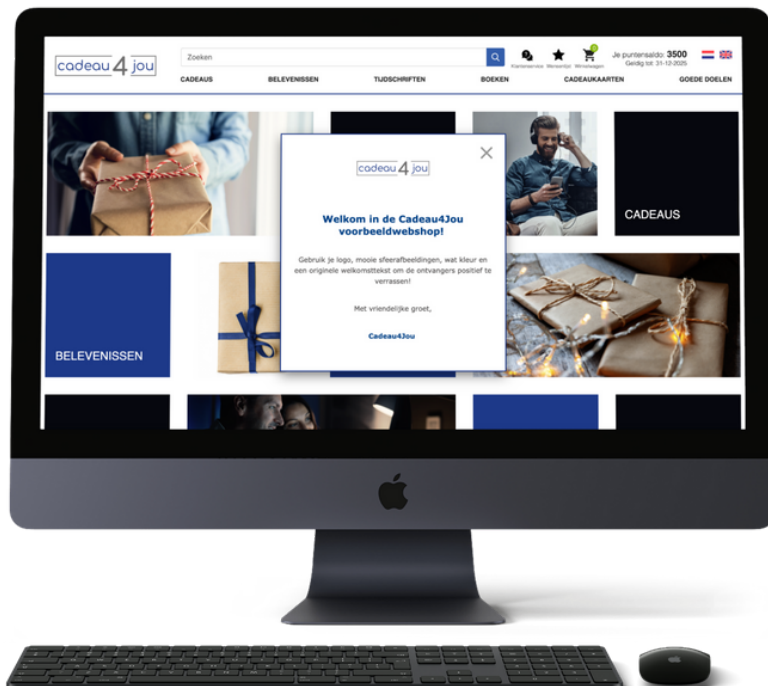 cadeau 4 jou
Zoeken
Klantenservice Wensenlijst Winkelwagen
Je puntensaldo: 3500
Geldig tot: 31-12-2025
CADEAUS BELEVENISSEN TIJDSCHRIFTEN BOEKEN CADEAUKAARTEN GOEDE DOELEN
cadeau 4 jou
Welkom in de Cadeau4Jou
voorbeeldwebshop!
Gebruik je logo, mooie sfeerafbeeldingen, wat kleur en
een originele welkomsttekst om de ontvangers positief te
verrassen!
Met vriendelijke groet,
Cadeau4Jou
CADEAUS
BELEVENISSEN